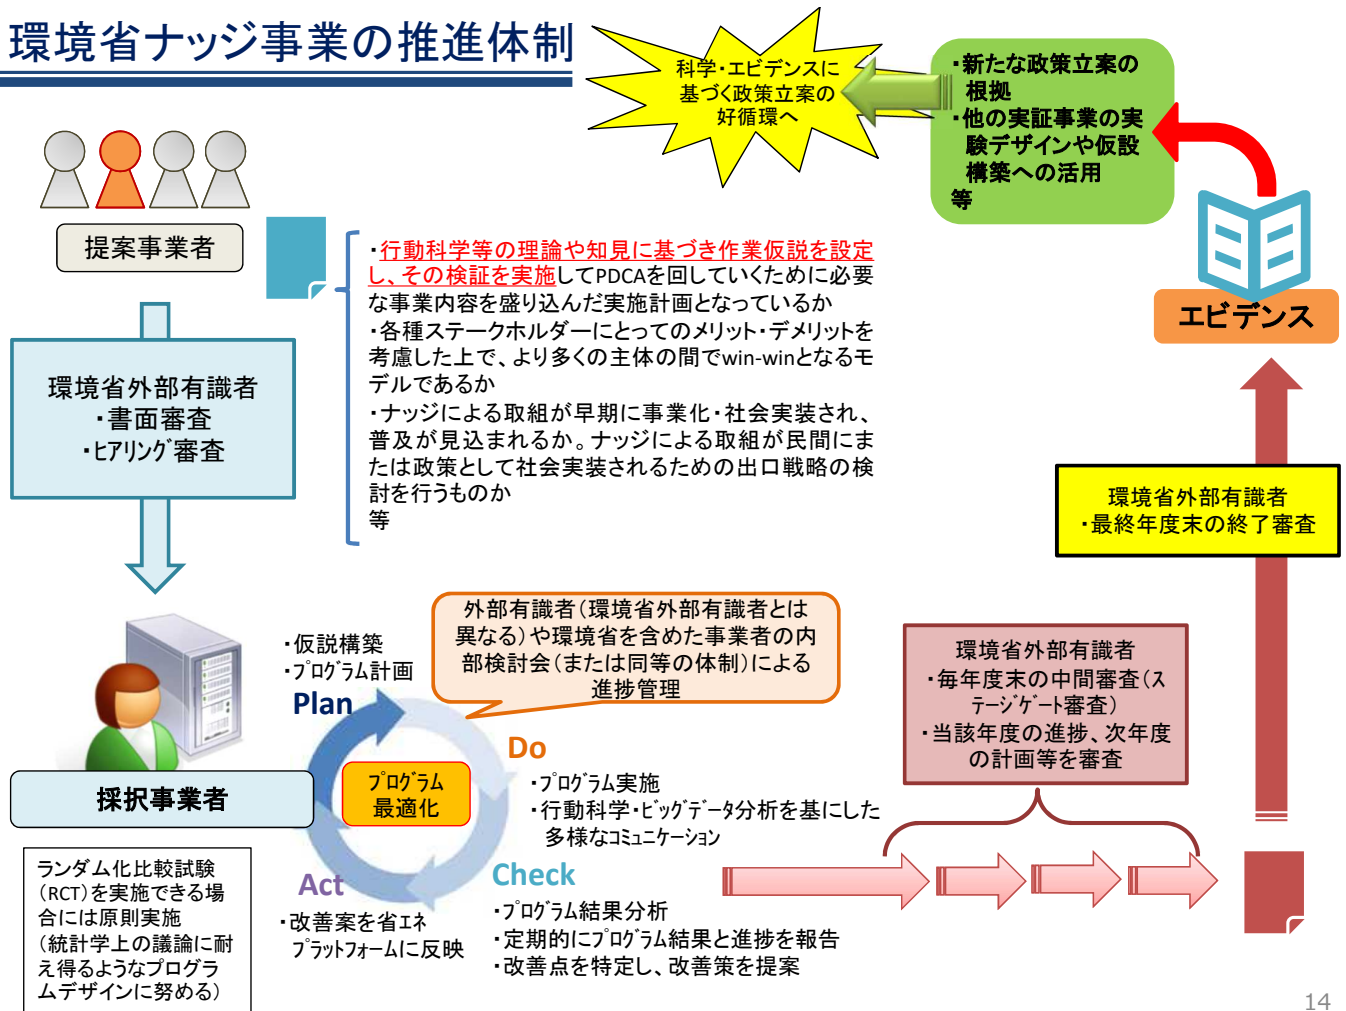 環境省ナッジ事業の推進体制
科学・エビデンスに
基づく政策立案の
好循環へ
・新たな政策立案の
根拠
・他の実証事業の実
験デザインや仮設
構築への活用
等
エビデンス
提案事業者
・行動科学等の理論や知見に基づき作業仮説を設定
し、その検証を実施してPDCAを回していくために必要
な事業内容を盛り込んだ実施計画となっているか
・各種ステークホルダーにとってのメリット・デメリットを
考慮した上で、より多くの主体の間でwin-winとなるモ
デルであるか
・ナッジによる取組が早期に事業化・社会実装され、
普及が見込まれるか。ナッジによる取組が民間にま
たは政策として社会実装されるための出口戦略の検
討を行うものか
等
環境省外部有識者
・書面審査
・ﾋｱﾘﾝｸﾞ審査
環境省外部有識者
・最終年度末の終了審査
外部有識者（環境省外部有識者とは
異なる）や環境省を含めた事業者の内
部検討会（または同等の体制）による
進捗管理
・仮説構築
・ﾌﾟﾛｸﾞﾗﾑ計画
Plan
Do
・ﾌﾟﾛｸﾞﾗﾑ実施
・行動科学・ﾋﾞｯｸﾞﾃﾞｰﾀ分析を基にした
多様なｺﾐｭﾆｹｰｼｮﾝ
ﾌﾟﾛｸﾞﾗﾑ
最適化
採択事業者
環境省外部有識者
・毎年度末の中間審査（ｽ
ﾃｰｼﾞｹﾞｰﾄ審査）
・当該年度の進捗、次年度
の計画等を審査
ランダム化比較試験
（RCT）を実施できる場
合には原則実施
（統計学上の議論に耐
え得るようなプログラ
ムデザインに努める）
Act
・改善案を省ｴﾈ
ﾌﾟﾗｯﾄﾌｫｰﾑに反映
Check
・ﾌﾟﾛｸﾞﾗﾑ結果分析
・定期的にﾌﾟﾛｸﾞﾗﾑ結果と進捗を報告
・改善点を特定し、改善策を提案
14